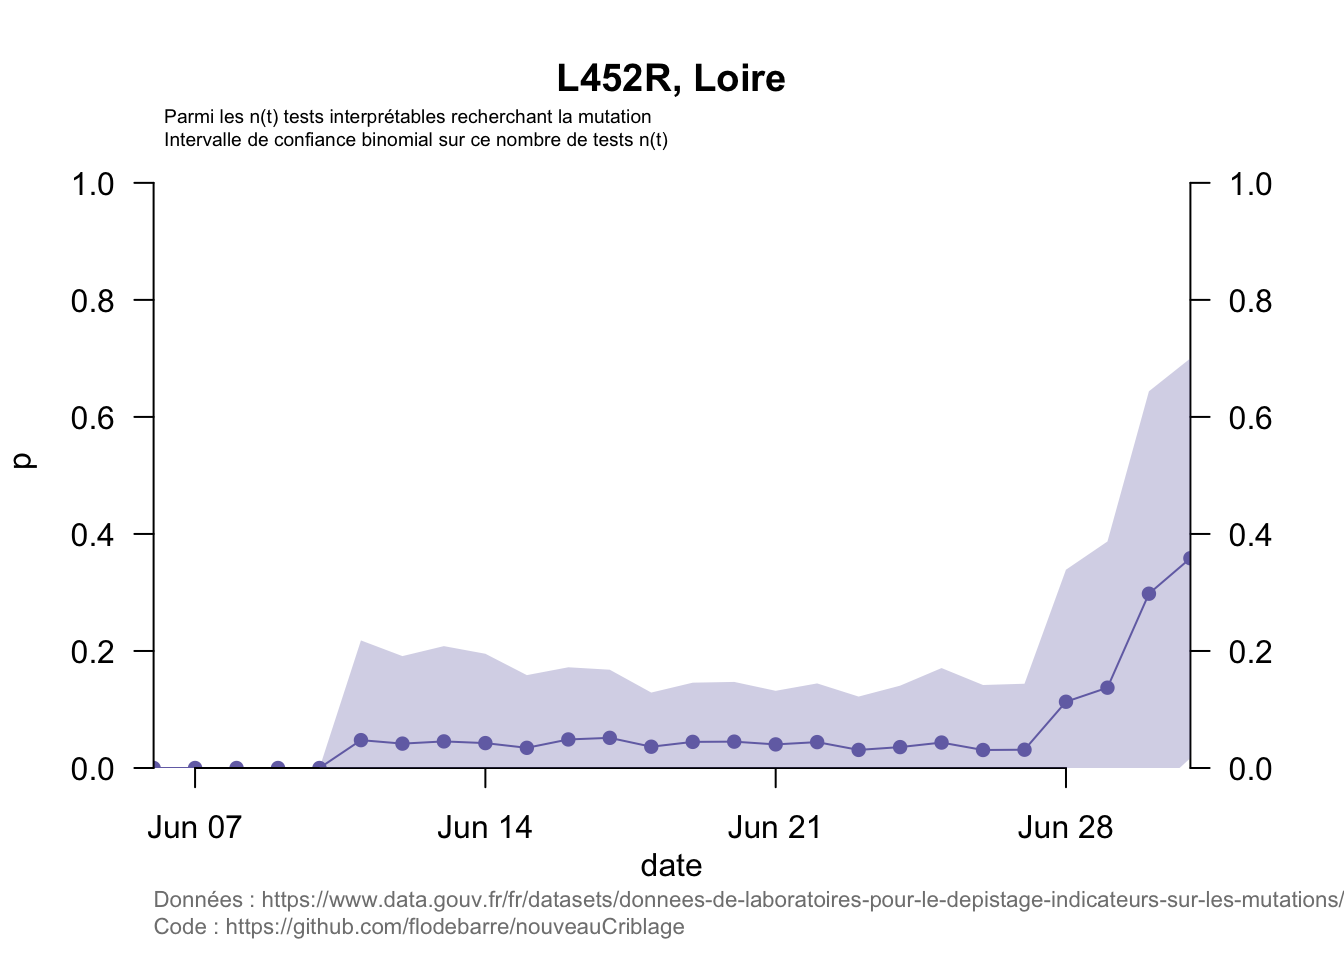 L452R, Loire
Parmi les n(t) tests interprétables recherchant la mutation
Intervalle de confiance binomial sur ce nombre de tests n(t)
1.0 1.0
0.8 0.8
0.6 0.6
p
0.4 0.4
0.2 0.2
0.0 0.0
Jun 07 Jun 14 Jun 21 Jun 28
date
Données : https://www.data.gouv.fr/fr/datasets/donnees-de-laboratoires-pour-le-depistage-indicateurs-sur-les-mutations/
Code : https://github.com/flodebarre/nouveauCriblage